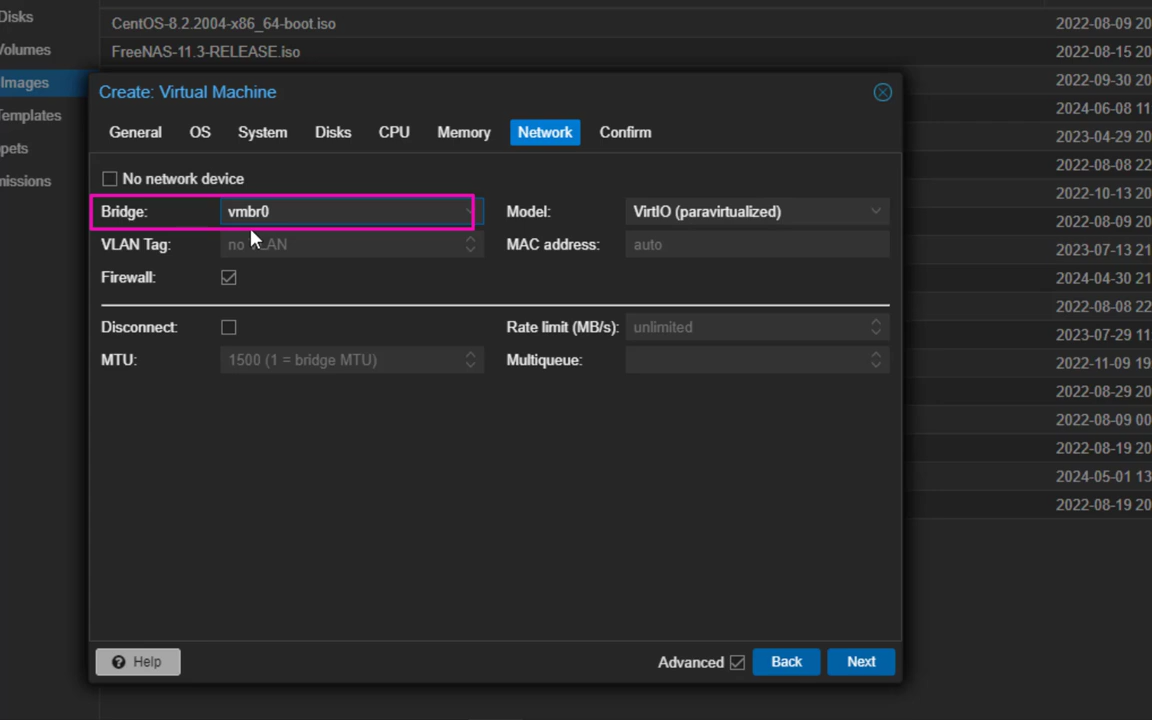 Disks
CentOS-8.2.2004-x86_64-boot.iso 2022-08-09 20
Volumes
FreeNAS-11.3-RELEASE.iso 2022-08-15 20
Images 2022-09-30 20
Create: Virtual Machine
Templates 2024-06-08 11
General OS System Disks CPU Memory Network Confirm
2023-04-29 20
pets
2022-08-08 22
No network device
missions 2022-10-13 20
Bridge: vmbr0 Model: VirtIO (paravirtualized)
2022-08-09 20
VLAN Tag: no VLAN MAC address: auto
2023-07-13 21
Firewall:
2024-04-30 21
2022-08-08 22
Disconnect: Rate limit (MB/s): unlimited
2023-07-29 11
MTU: 1500 (1 = bridge MTU) Multiqueue:
2022-11-09 19
2022-08-29 20
2022-08-09 00
2022-08-19 20
2024-05-01 13
2022-08-19 20
Help Advanced Back Next